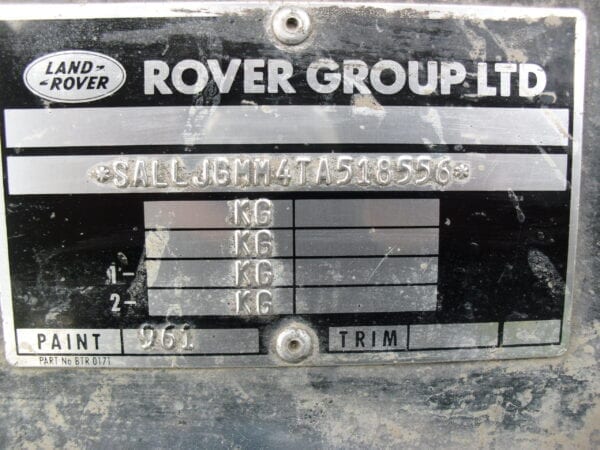 LAND-
-ROVER
ROVER GROUP LTD
*SALLJGMM4TA518556*
KG
KG
1- KG
2- KG
PAINT 961 TRIM
PART No BTR 0171